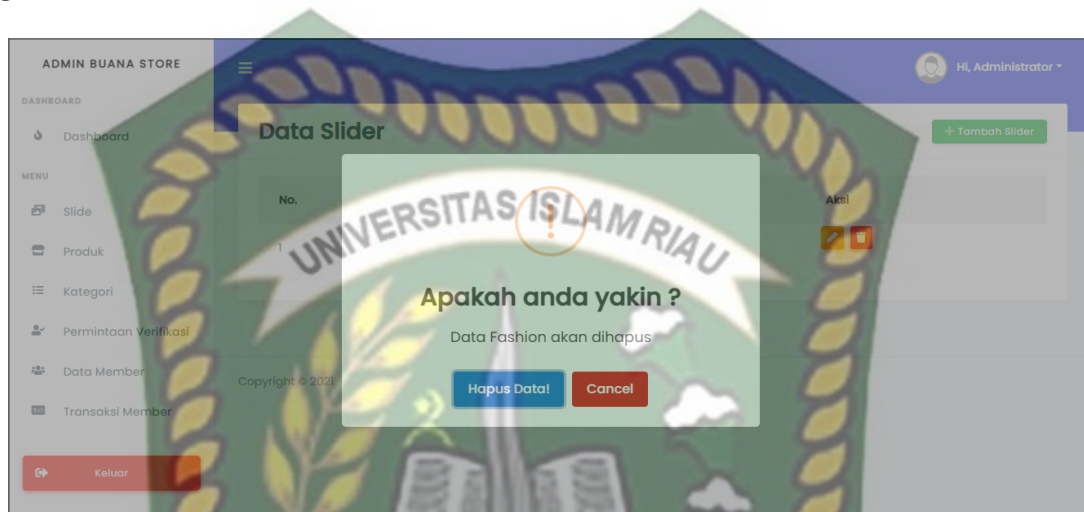 ADMIN BUANA STORE
Hi, Administrator
DASHBOARD
Dashboard
MENU
Slide
Produk
Kategori
Permintaan Verifikasi
Data Member
Transaksi Member
Keluar
Data Slider
+ Tambah Slider
No.
Aksi
1
UNIVERSITAS ISLAM RIAU
!
Apakah anda yakin ?
Data Fashion akan dihapus
Hapus Data!
Cancel
Copyright © 2021